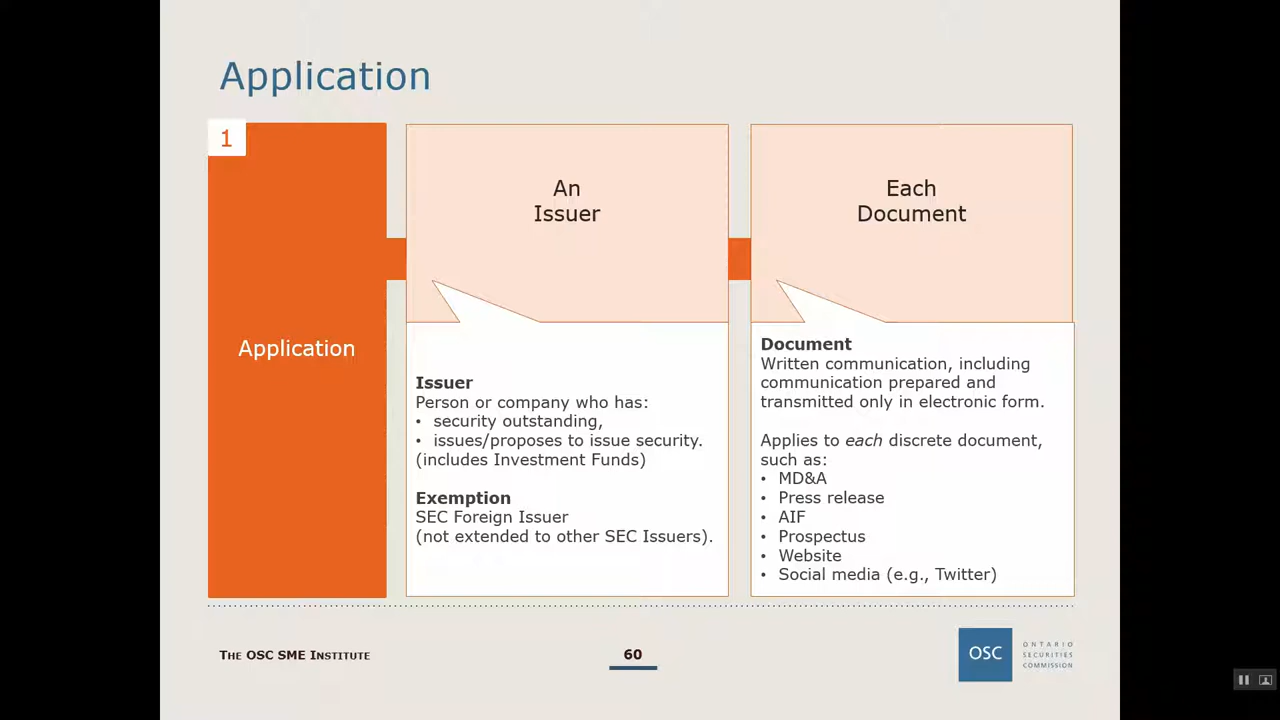 Application
1
Application
An
Issuer
Issuer
Person or company who has:
• security outstanding,
• issues/proposes to issue security.
(includes Investment Funds)
Exemption
SEC Foreign Issuer
(not extended to other SEC Issuers).
Each
Document
Document
Written communication, including
communication prepared and
transmitted only in electronic form.
Applies to each discrete document,
such as:
• MD&A
• Press release
• AIF
• Prospectus
• Website
• Social media (e.g., Twitter)
THE OSC SME INSTITUTE
60
OSC
ONTARIO
SECURITIES
COMMISSION